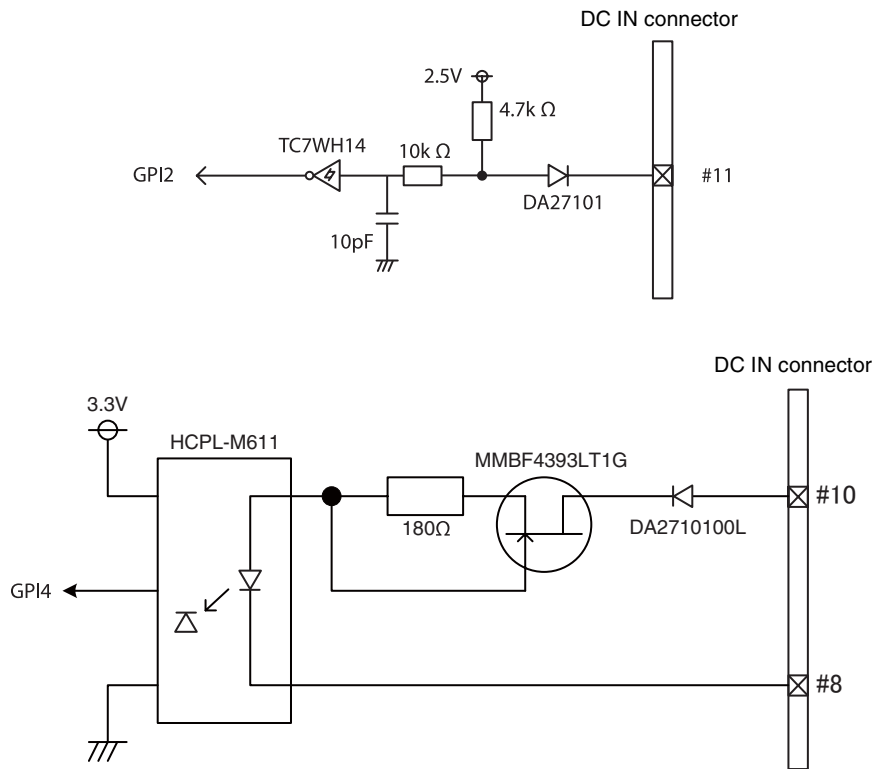 DC IN connector
2.5V
4.7k Ω
TC7WH14
10k Ω
GPI2
#11
DA27101
10pF
DC IN connector
3.3V
HCPL-M611
MMBF4393LT1G
#10
180Ω
DA2710100L
GPI4
#8